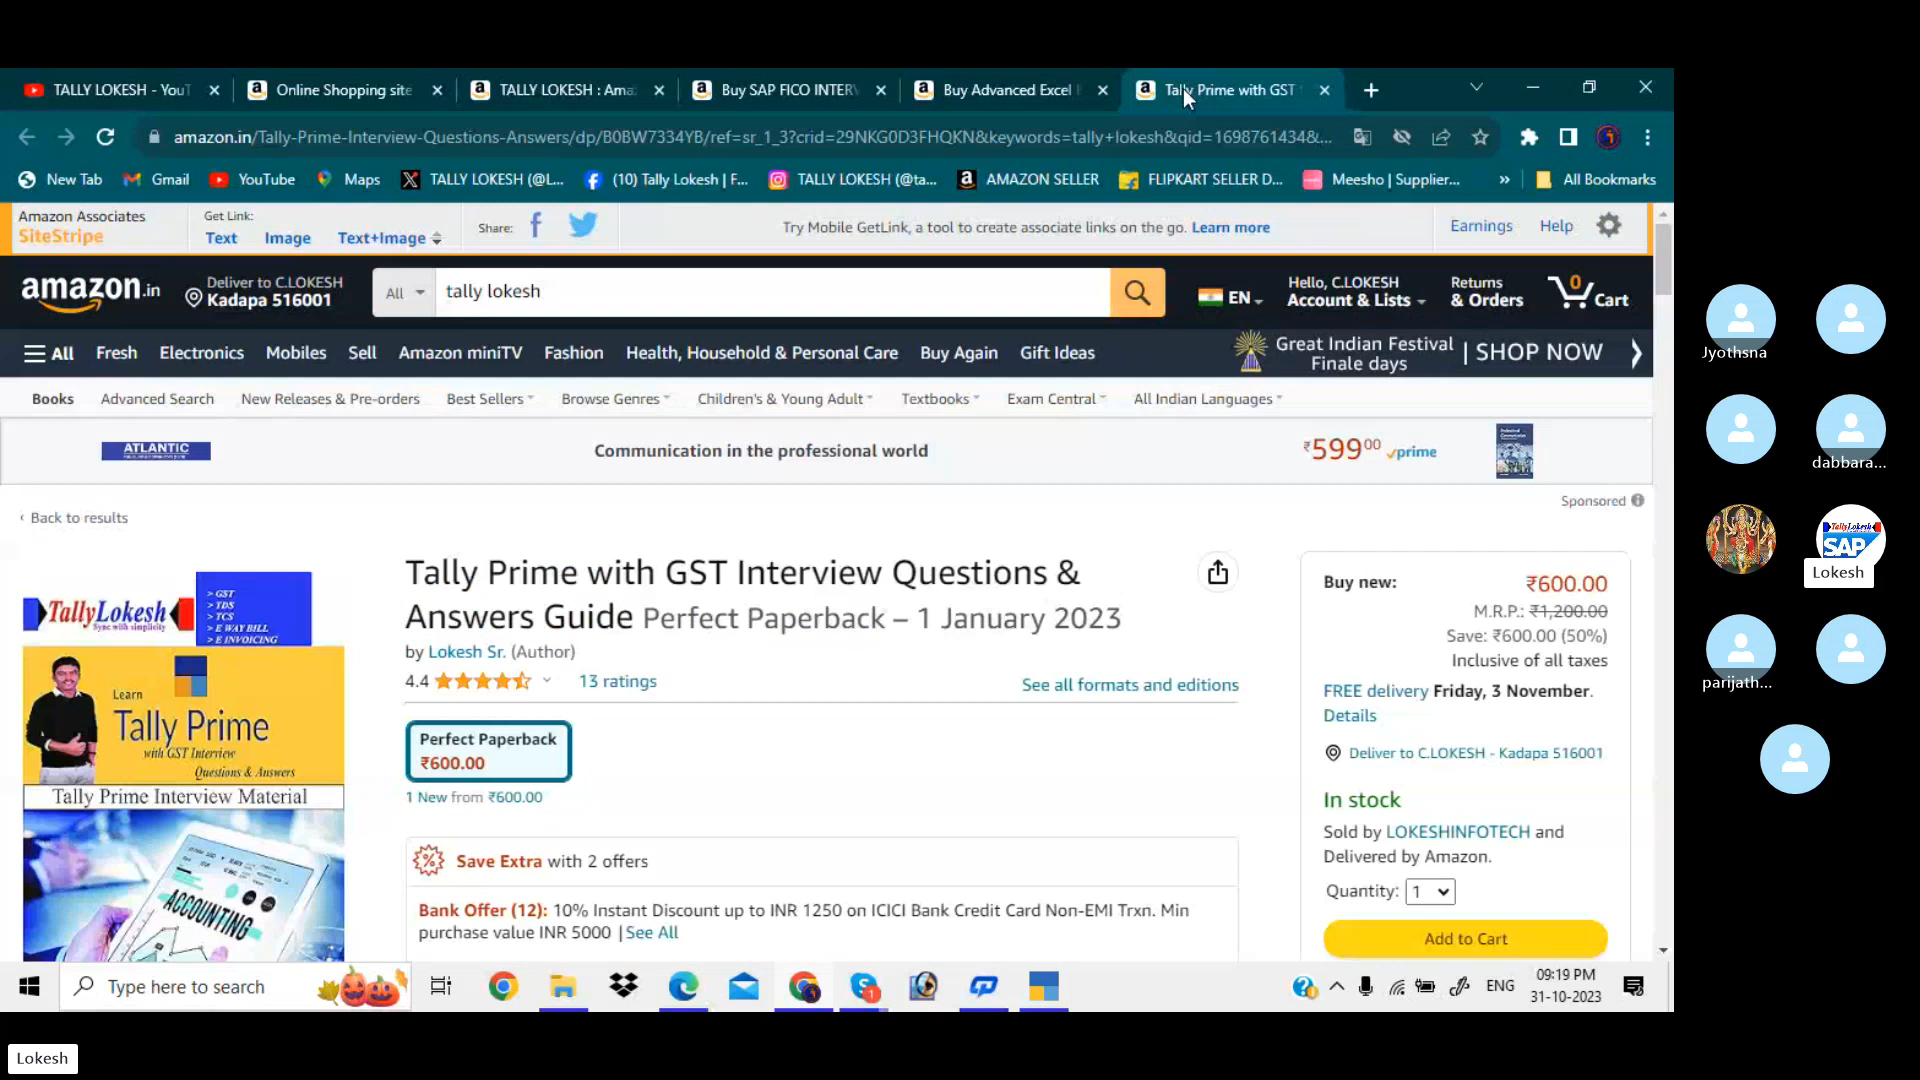 TALLY LOKESH - YouT
Online Shopping site
TALLY LOKESH : Ama
Buy SAP FICO INTERV
Buy Advanced Excel
Tally Prime with GST
amazon.in/Tally-Prime-Interview-Questions-Answers/dp/B0BW7334YB/ref=sr_1_3?crid=29NKG0D3FHQKN&keywords=tally+lokesh&qid=1698761434&...
New Tab
Gmail
YouTube
Maps
TALLY LOKESH (@L...
(10) Tally Lokesh | F...
TALLY LOKESH (@ta...
AMAZON SELLER
FLIPKART SELLER D...
Meesho | Supplier...
»
All Bookmarks
Amazon Associates
SiteStripe
Get Link:
Text Image Text+Image
Share:
Try Mobile GetLink, a tool to create associate links on the go. Learn more
Earnings
Help
amazon.in
Deliver to C.LOKESH
Kadapa 516001
All
tally lokesh
EN
Hello, C.LOKESH
Account & Lists
Returns
& Orders
0
Cart
All Fresh Electronics Mobiles Sell Amazon miniTV Fashion Health, Household & Personal Care Buy Again Gift Ideas
Great Indian Festival
Finale days
| SHOP NOW
Books Advanced Search New Releases & Pre-orders Best Sellers Browse Genres Children's & Young Adult Textbooks Exam Central All Indian Languages
ATLANTIC
Communication in the professional world
₹599 00 prime
Sponsored
‹ Back to results
TallyLokesh
Sync with simplicity
> GST
> TDS
> TCS
> E WAY BILL
> E INVOICING
Learn
Tally Prime
with GST Interview
Questions & Answers
Tally Prime Interview Material
ACCOUNTING
Tally Prime with GST Interview Questions &
Answers Guide Perfect Paperback – 1 January 2023
by Lokesh Sr. (Author)
4.4
13 ratings
See all formats and editions
Perfect Paperback
₹600.00
1 New from ₹600.00
Save Extra with 2 offers
Bank Offer (12): 10% Instant Discount up to INR 1250 on ICICI Bank Credit Card Non-EMI Trxn. Min
purchase value INR 5000 | See All
Buy new:
₹600.00
M.R.P.: ₹1,200.00
Save: ₹600.00 (50%)
Inclusive of all taxes
FREE delivery Friday, 3 November.
Details
Deliver to C.LOKESH - Kadapa 516001
In stock
Sold by LOKESHINFOTECH and
Delivered by Amazon.
Quantity: 1
Add to Cart
Type here to search
1
ENG
09:19 PM
31-10-2023
Jyothsna
dabbara...
TallyLokesh
SAP
Lokesh
parijath...
Lokesh